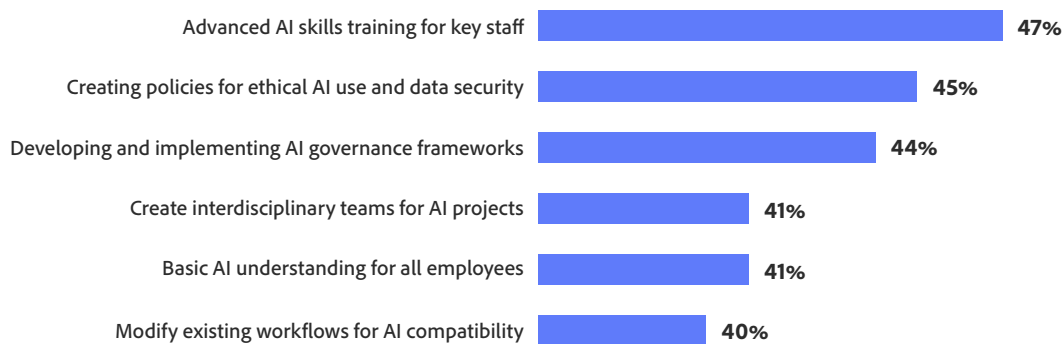 Advanced AI skills training for key staff 47%
Creating policies for ethical AI use and data security 45%
Developing and implementing AI governance frameworks 44%
Create interdisciplinary teams for AI projects 41%
Basic AI understanding for all employees 41%
Modify existing workflows for AI compatibility 40%